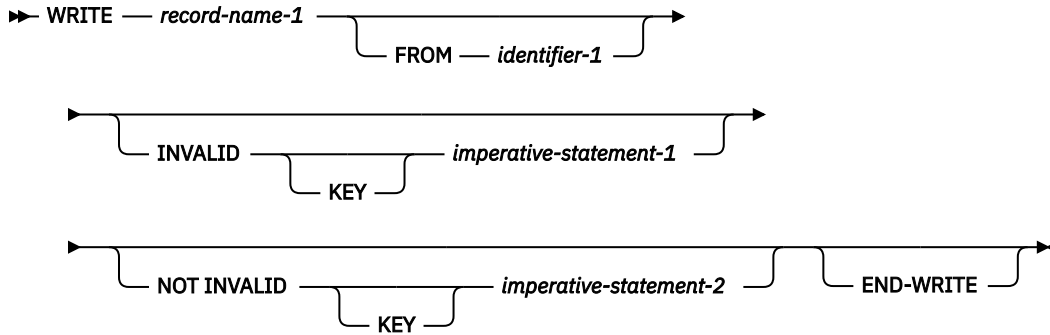 WRITE record-name-1
FROM identifier-1
INVALID imperative-statement-1
KEY
NOT INVALID imperative-statement-2 END-WRITE
KEY